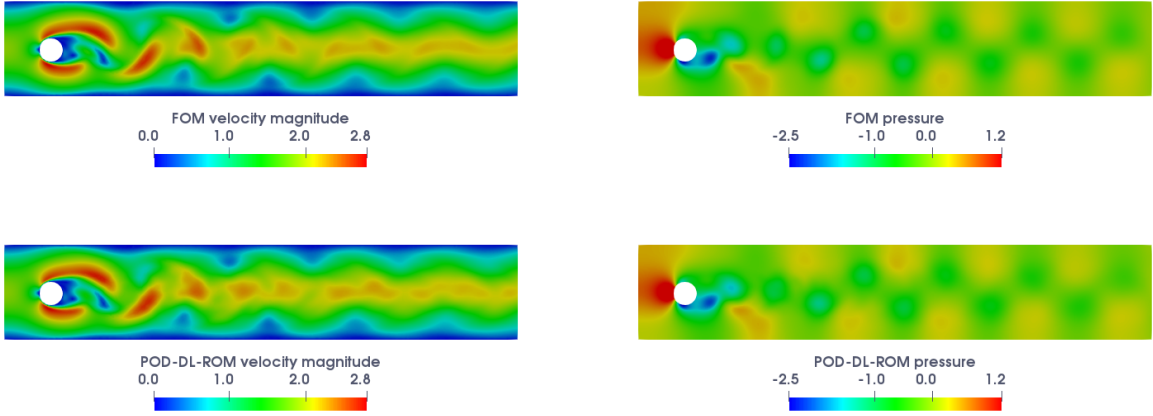 FOM velocity magnitude
0.0 1.0 2.0 2.8
FOM pressure
-2.5 -1.0 0.0 1.2
POD-DL-ROM velocity magnitude
0.0 1.0 2.0 2.8
POD-DL-ROM pressure
-2.5 -1.0 0.0 1.2